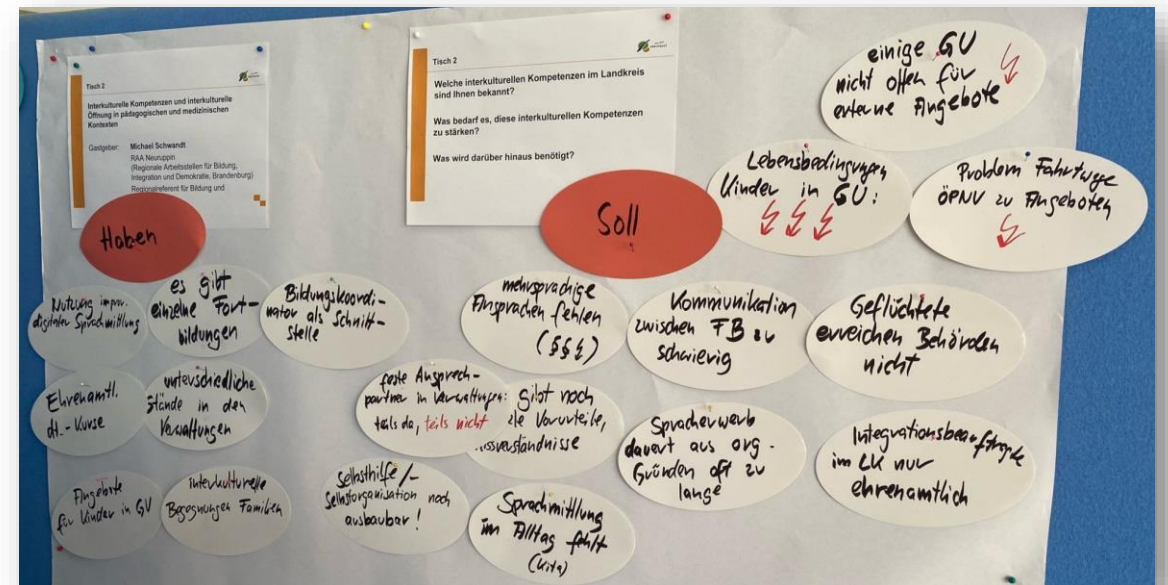 Tisch 2
Interkulturelle Kompetenzen und interkulturelle
Öffnung in pädagogischen und medizinischen
Kontexten
Gastgeber: Michael Schwandt
RAA Neuruppin
(Regionale Arbeitsstellen für Bildung,
Integration und Demokratie, Brandenburg)
Regionalreferent für Bildung und
Tisch 2
Welche interkulturellen Kompetenzen im Landkreis
sind Ihnen bekannt?
Was bedarf es, diese interkulturellen Kompetenzen
zu stärken?
Was wird darüber hinaus benötigt?
einige GU
nicht offen für
externe Angebote
Lebensbedingungen
Kinder in GU:
Problem Fahrtwege
ÖPNV zu Angeboten
Haben
Soll
Nutzung
digitaler Sprachmittlung
es gibt
einzelne Fort-
bildungen
Bildungskoordi-
nator als Schnitt-
stelle
mehrsprachige
Ansprachen fehlen
Kommunikation
zwischen FB zu
schwierig
Geflüchtete
erreichen Behörden
nicht
Ehrenamtl.
dt.-Kurse
unterschiedliche
Stände in den
Verwaltungen
feste Ansprech-
partner in Verwaltungen:
teils da, teils nicht
gibt noch
Vorurteile,
ssverständnisse
Spracherwerb
dauert aus org.
Gründen oft zu
lange
Integrationsbeauftragte
im LK nur
ehrenamtlich
Angebote
für Kinder in GU
interkulturelle
Begegnungen Familien
Selbsthilfe/-
Selbstorganisation noch
ausbaubar!
Sprachmittlung
im Alltag fehlt
(Kita)